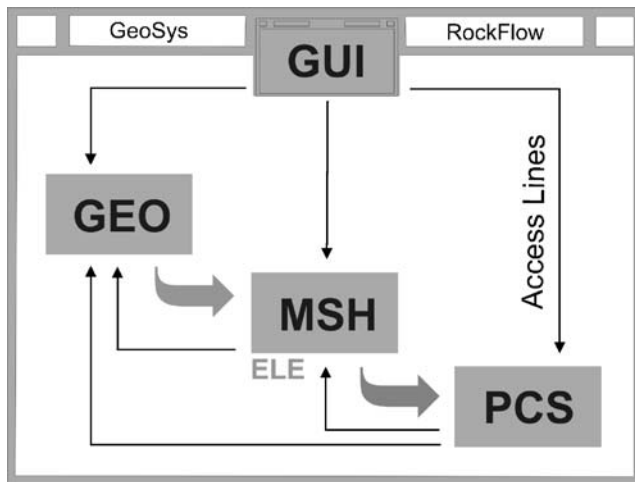 GeoSys
RockFlow
GUI
GEO
Access Lines
MSH
ELE
PCS